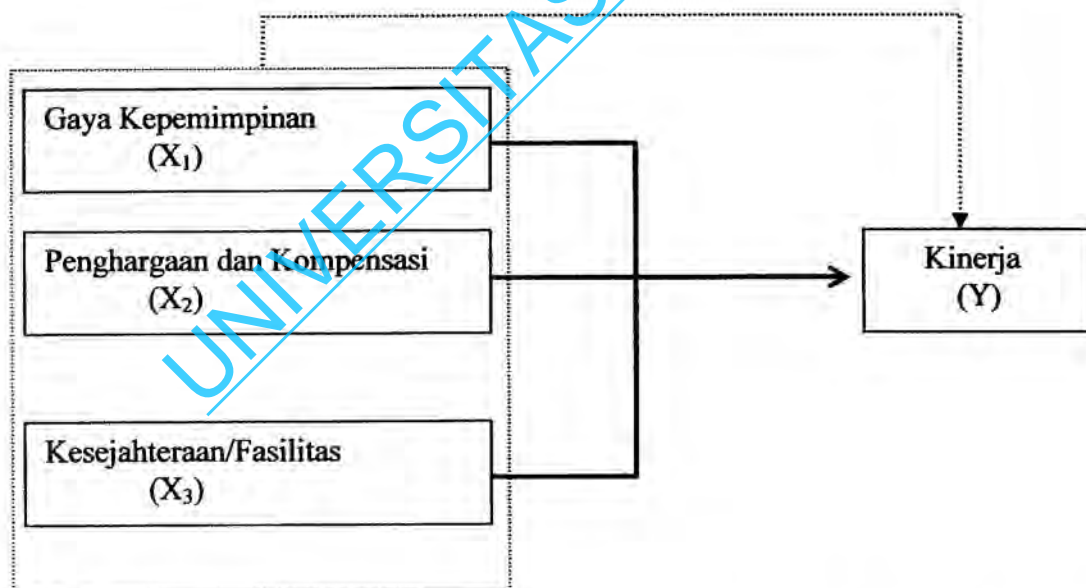 Gaya Kepemimpinan
(X₁)
Penghargaan dan Kompensasi
(X₂)
Kesejahteraan/Fasilitas
(X₃)
Kinerja
(Y)
UNIVERSITAS